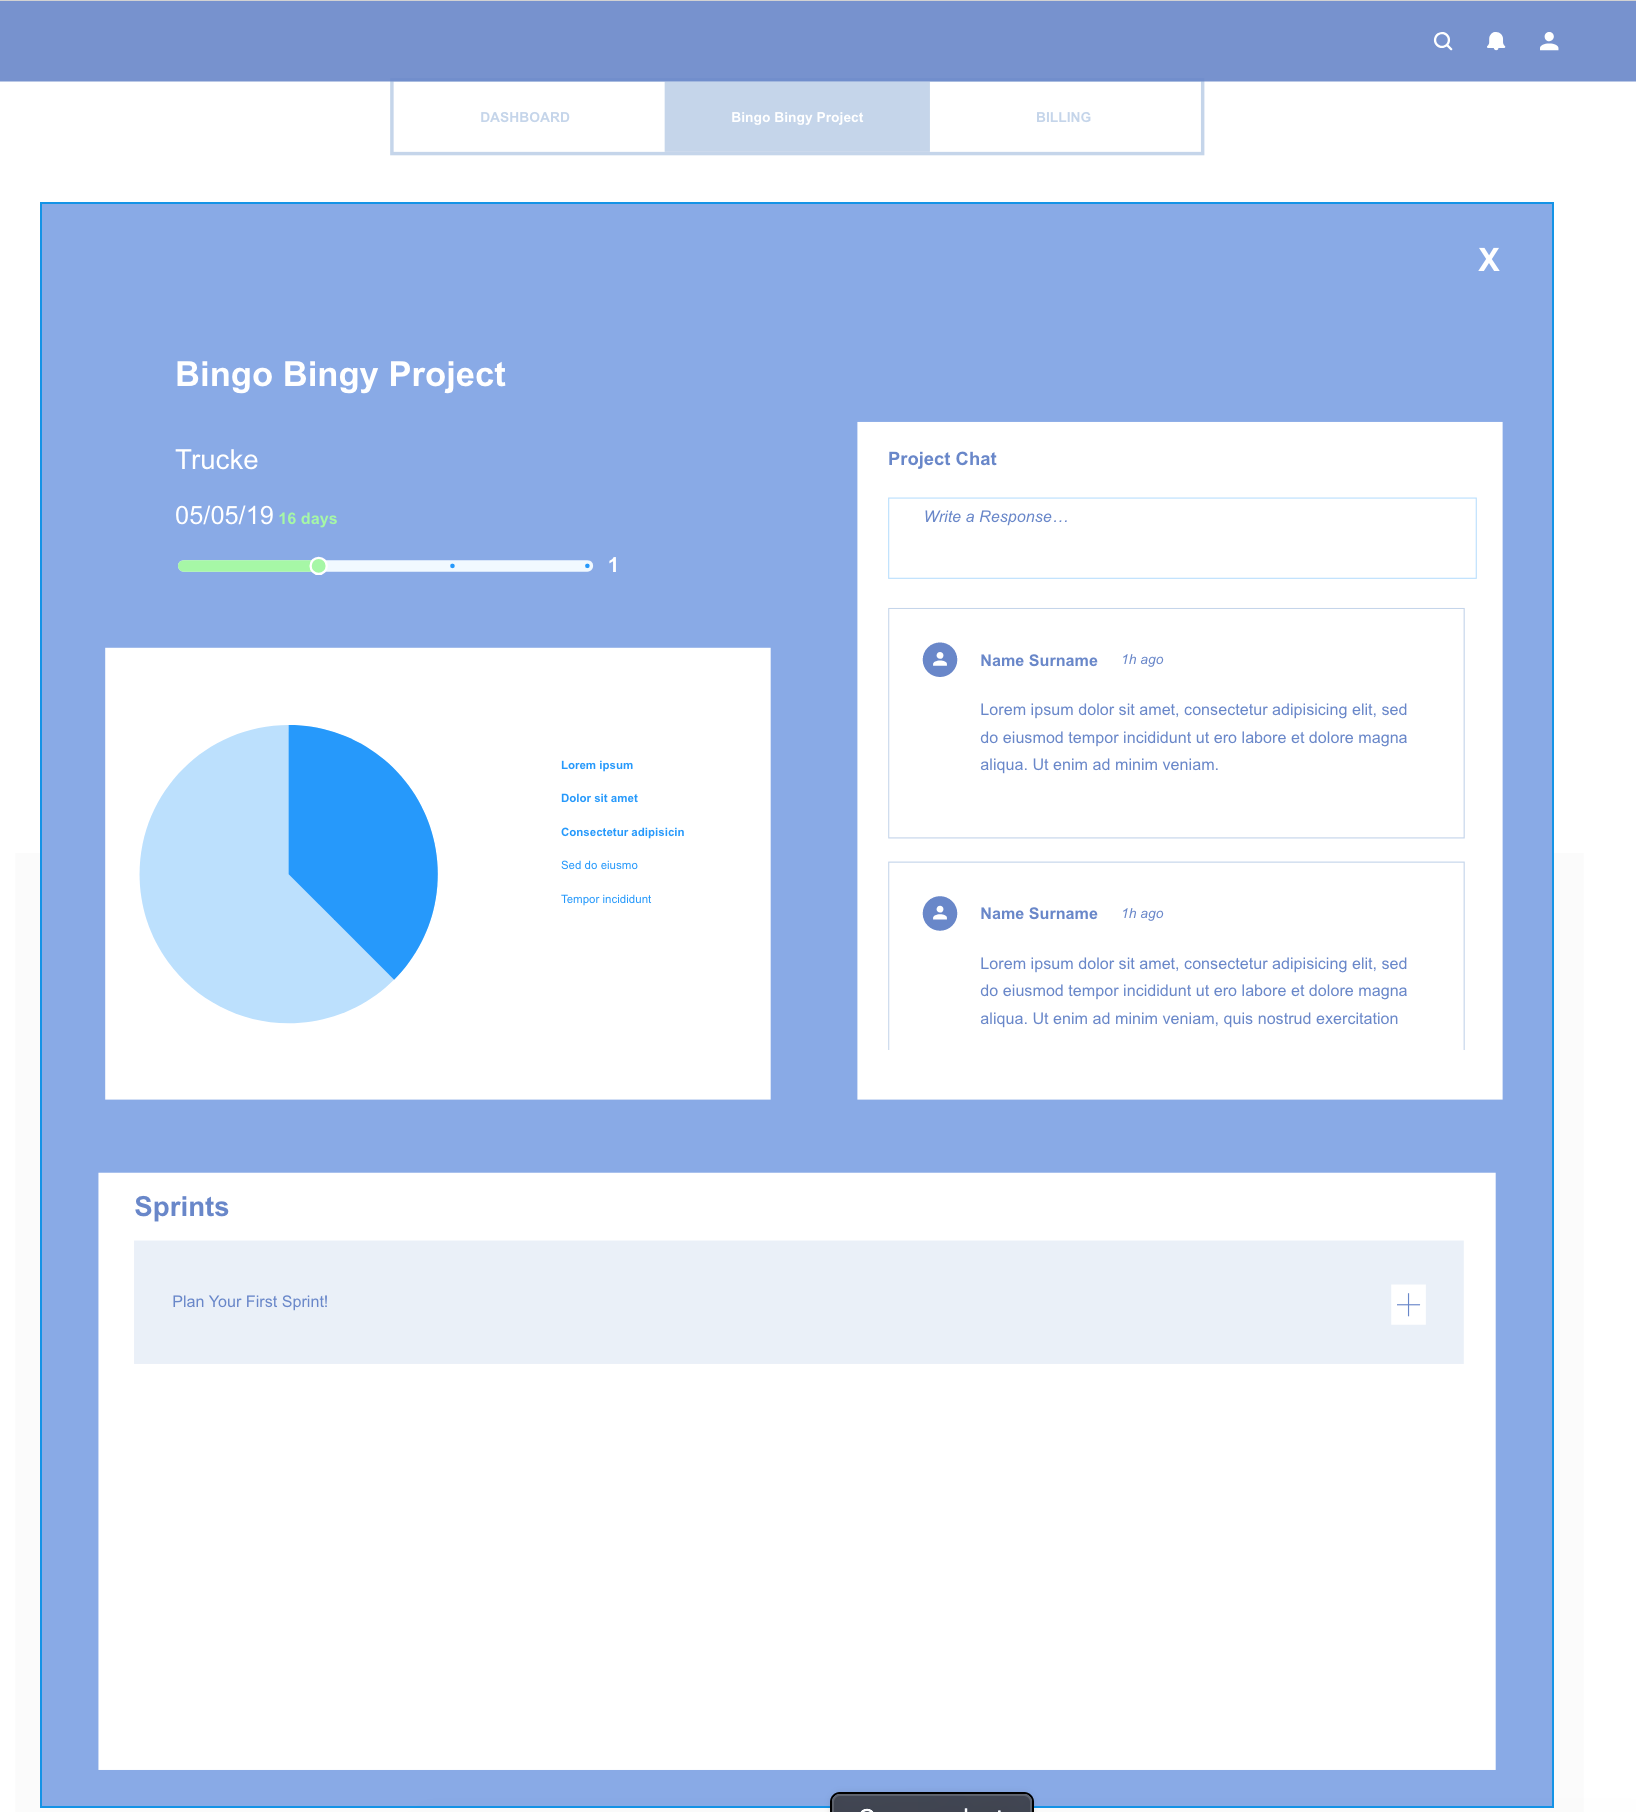 DASHBOARD
Bingo Bingy Project
BILLING
X
Bingo Bingy Project
Trucke
05/05/19 16 days
1
Lorem ipsum
Dolor sit amet
Consectetur adipisicin
Sed do eiusmo
Tempor incididunt
Project Chat
Write a Response…
Name Surname 1h ago
Lorem ipsum dolor sit amet, consectetur adipisicing elit, sed
do eiusmod tempor incididunt ut ero labore et dolore magna
aliqua. Ut enim ad minim veniam.
Name Surname 1h ago
Lorem ipsum dolor sit amet, consectetur adipisicing elit, sed
do eiusmod tempor incididunt ut ero labore et dolore magna
aliqua. Ut enim ad minim veniam, quis nostrud exercitation
Sprints
Plan Your First Sprint!